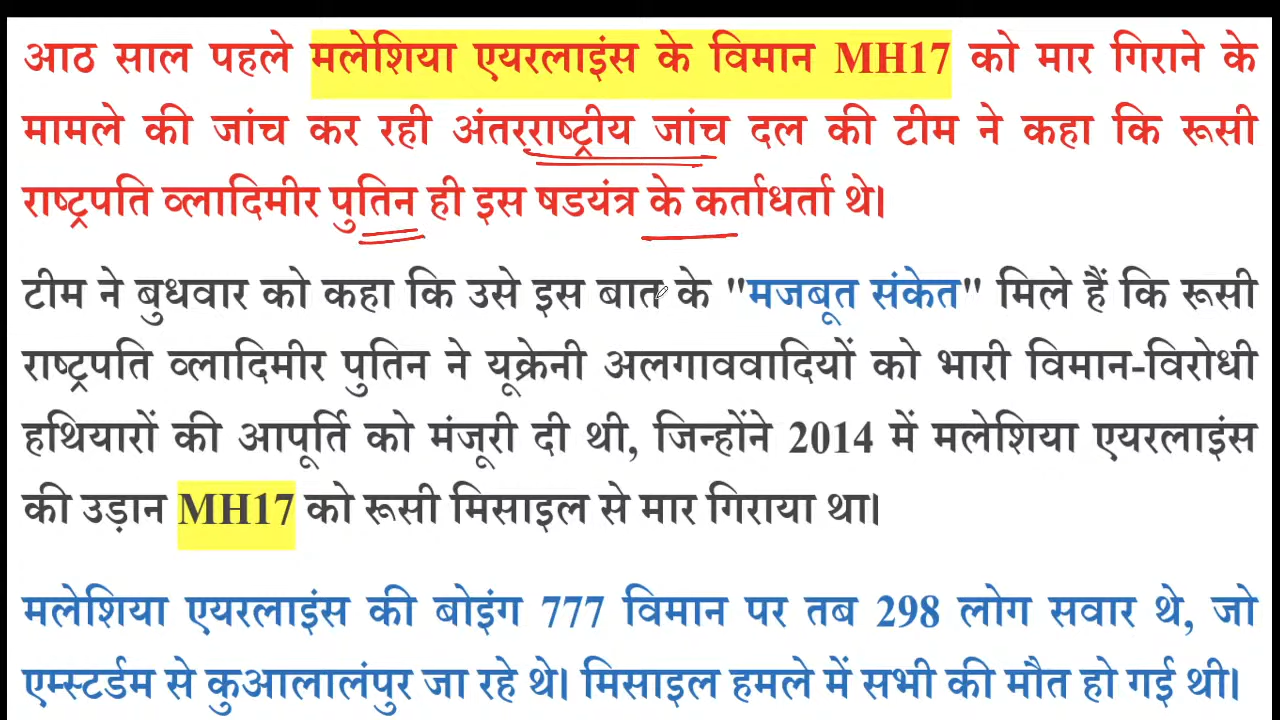 आठ साल पहले मलेशिया एयरलाइंस के विमान MH17 को मार गिराने के
मामले की जांच कर रही अंतरराष्ट्रीय जांच दल की टीम ने कहा कि रूसी
राष्ट्रपति व्लादिमीर पुतिन ही इस षडयंत्र के कर्ताधर्ता थे।
टीम ने बुधवार को कहा कि उसे इस बात के "मजबूत संकेत" मिले हैं कि रूसी
राष्ट्रपति व्लादिमीर पुतिन ने यूक्रेनी अलगाववादियों को भारी विमान-विरोधी
हथियारों की आपूर्ति को मंजूरी दी थी, जिन्होंने 2014 में मलेशिया एयरलाइंस
की उड़ान MH17 को रूसी मिसाइल से मार गिराया था।
मलेशिया एयरलाइंस की बोइंग 777 विमान पर तब 298 लोग सवार थे, जो
एम्स्टर्डम से कुआलालंपुर जा रहे थे। मिसाइल हमले में सभी की मौत हो गई थी।